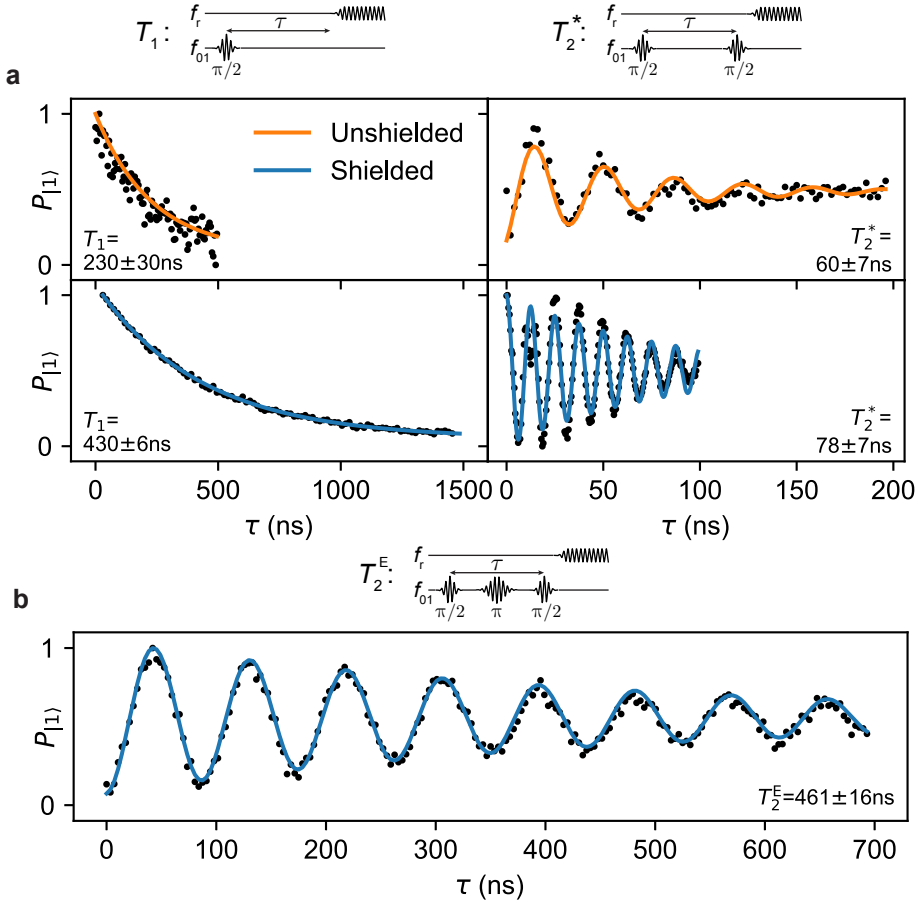 T₁: fᵣ τ
f₀₁ π/2
T₂*: fᵣ τ
f₀₁ π/2 π/2
a
P|1⟩ 1 0
Unshielded
Shielded
T₁=
230±30ns
T₂*=
60±7ns
P|1⟩ 1 0
T₁=
430±6ns
T₂*=
78±7ns
0 500 1000 1500
τ (ns)
0 50 100 150 200
τ (ns)
T₂ᴱ: fᵣ τ
f₀₁ π/2 π π/2
b
P|1⟩ 1 0
T₂ᴱ=461±16ns
0 100 200 300 400 500 600 700
τ (ns)